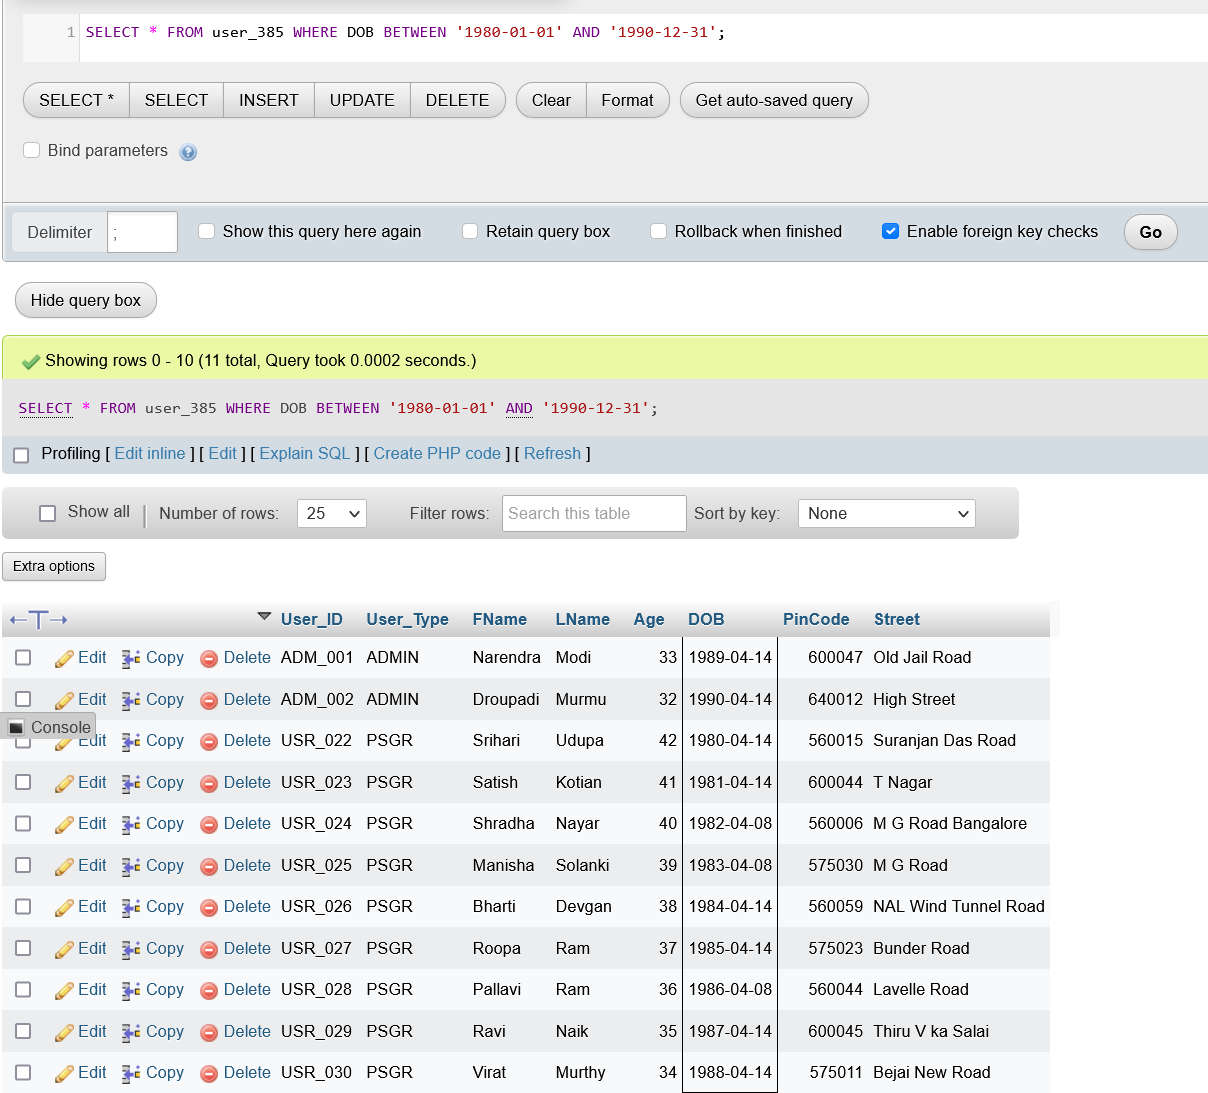 1 SELECT * FROM user_385 WHERE DOB BETWEEN '1980-01-01' AND '1990-12-31';
SELECT * SELECT INSERT UPDATE DELETE Clear Format Get auto-saved query
Bind parameters
Delimiter ; Show this query here again Retain query box Rollback when finished Enable foreign key checks Go
Hide query box
Showing rows 0 - 10 (11 total, Query took 0.0002 seconds.)
SELECT * FROM user_385 WHERE DOB BETWEEN '1980-01-01' AND '1990-12-31';
Profiling [ Edit inline ] [ Edit ] [ Explain SQL ] [ Create PHP code ] [ Refresh ]
Show all Number of rows: 25 Filter rows: Search this table Sort by key: None
Extra options
User_ID User_Type FName LName Age DOB PinCode Street
Edit Copy Delete ADM_001 ADMIN Narendra Modi 33 1989-04-14 600047 Old Jail Road
Edit Copy Delete ADM_002 ADMIN Droupadi Murmu 32 1990-04-14 640012 High Street
Console
Edit Copy Delete USR_022 PSGR Srihari Udupa 42 1980-04-14 560015 Suranjan Das Road
Edit Copy Delete USR_023 PSGR Satish Kotian 41 1981-04-14 600044 T Nagar
Edit Copy Delete USR_024 PSGR Shradha Nayar 40 1982-04-08 560006 M G Road Bangalore
Edit Copy Delete USR_025 PSGR Manisha Solanki 39 1983-04-08 575030 M G Road
Edit Copy Delete USR_026 PSGR Bharti Devgan 38 1984-04-14 560059 NAL Wind Tunnel Road
Edit Copy Delete USR_027 PSGR Roopa Ram 37 1985-04-14 575023 Bunder Road
Edit Copy Delete USR_028 PSGR Pallavi Ram 36 1986-04-08 560044 Lavelle Road
Edit Copy Delete USR_029 PSGR Ravi Naik 35 1987-04-14 600045 Thiru V ka Salai
Edit Copy Delete USR_030 PSGR Virat Murthy 34 1988-04-14 575011 Bejai New Road